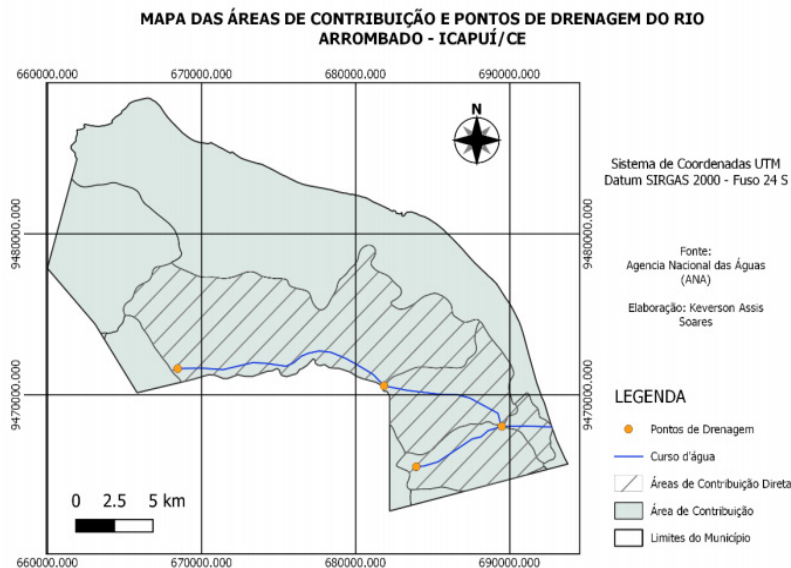 MAPA DAS ÁREAS DE CONTRIBUIÇÃO E PONTOS DE DRENAGEM DO RIO
ARROMBADO - ICAPUÍ/CE
660000.000
670000.000
680000.000
690000.000
N
9480000.000
9480000.000
9470000.000
9470000.000
0
2.5
5 km
660000.000
670000.000
680000.000
690000.000
Sistema de Coordenadas UTM
Datum SIRGAS 2000 - Fuso 24 S
Fonte:
Agencia Nacional das Águas
(ANA)
Elaboração: Keverson Assis
Soares
LEGENDA
Pontos de Drenagem
Curso d'água
Áreas de Contribuição Direta
Área de Contribuição
Limites do Município